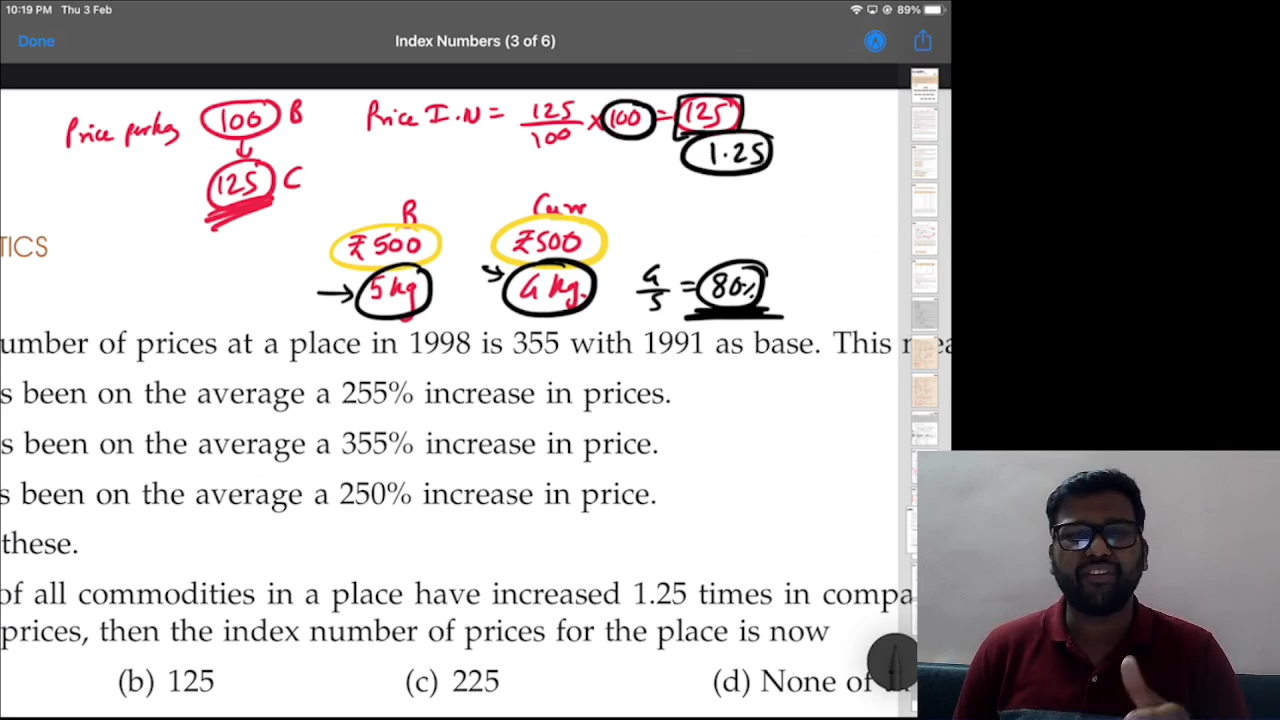 10:19 PM Thu 3 Feb 89%
Done Index Numbers (3 of 6)
Price per kg 100 B Price I.N = 125/100 × 100 = 125
125 C 1.25
B Curr
₹500 ₹500
5 kg 4 kg. 4/5 = 80%
TICS
umber of prices at a place in 1998 is 355 with 1991 as base. This
s been on the average a 255% increase in prices.
s been on the average a 355% increase in price.
s been on the average a 250% increase in price.
these.
of all commodities in a place have increased 1.25 times in compa
prices, then the index number of prices for the place is now
(b) 125 (c) 225 (d) None of